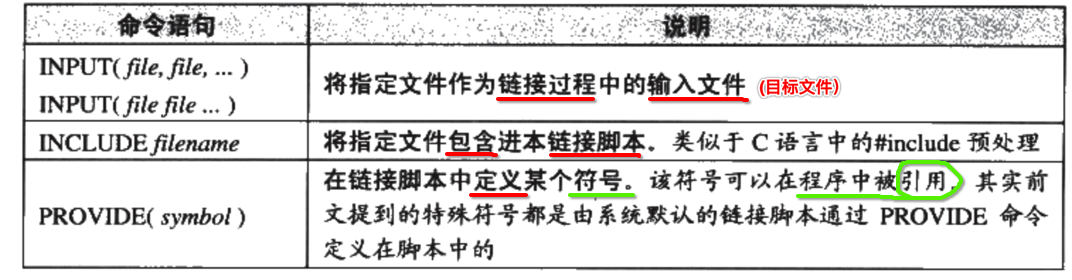 命令语句 说明
INPUT( file, file, ... )
INPUT( file file ... )
将指定文件作为链接过程中的输入文件 (目标文件)
INCLUDE filename
将指定文件包含进本链接脚本。类似于 C 语言中的#include 预处理
PROVIDE( symbol )
在链接脚本中定义某个符号。该符号可以在程序中被引用。其实前
文提到的特殊符号都是由系统默认的链接脚本通过 PROVIDE 命令
定义在脚本中的